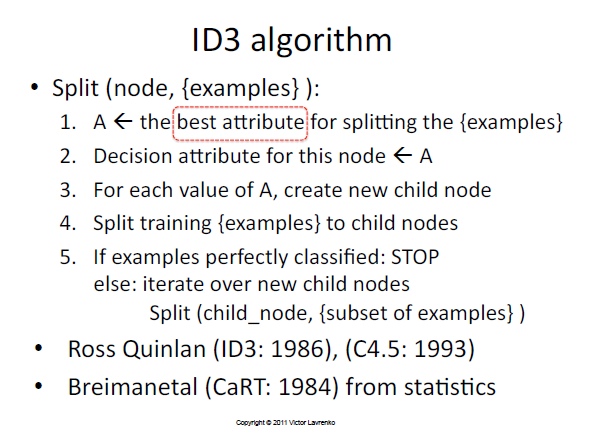 ID3 algorithm
• Split (node, {examples} ):
1. A ← the best attribute for splitting the {examples}
2. Decision attribute for this node ← A
3. For each value of A, create new child node
4. Split training {examples} to child nodes
5. If examples perfectly classified: STOP
else: iterate over new child nodes
Split (child_node, {subset of examples} )
• Ross Quinlan (ID3: 1986), (C4.5: 1993)
• Breimanetal (CaRT: 1984) from statistics
Copyright © 2011 Victor Lavrenko